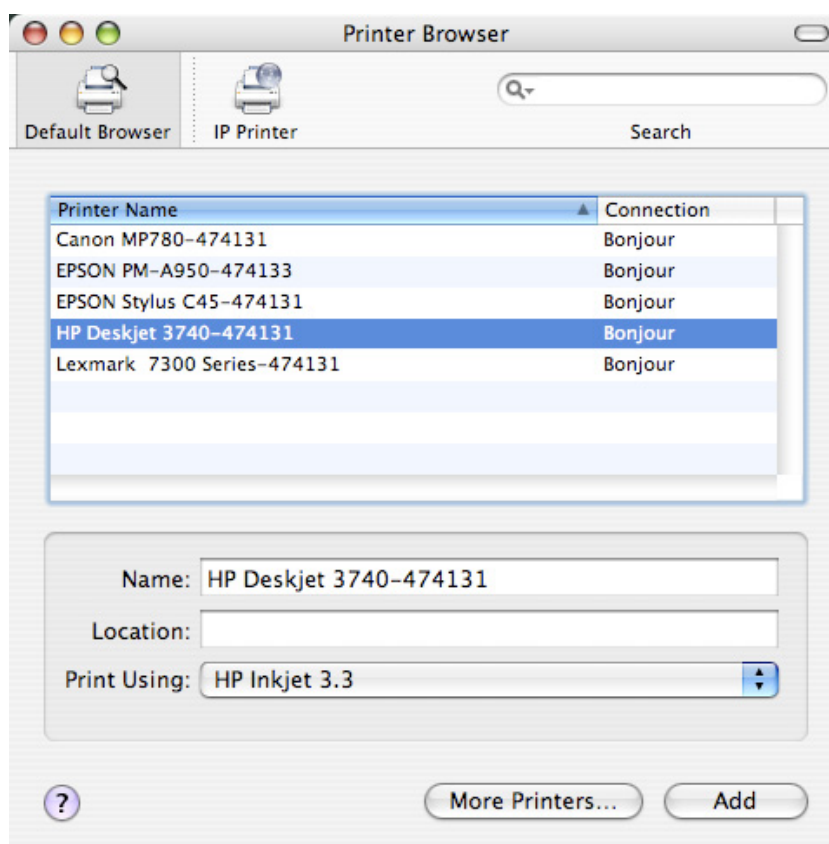 Printer Browser
Default Browser IP Printer Search
Printer Name Connection
Canon MP780-474131 Bonjour
EPSON PM-A950-474133 Bonjour
EPSON Stylus C45-474131 Bonjour
HP Deskjet 3740-474131 Bonjour
Lexmark  7300 Series-474131 Bonjour
Name: HP Deskjet 3740-474131
Location:
Print Using: HP Inkjet 3.3
? More Printers... Add